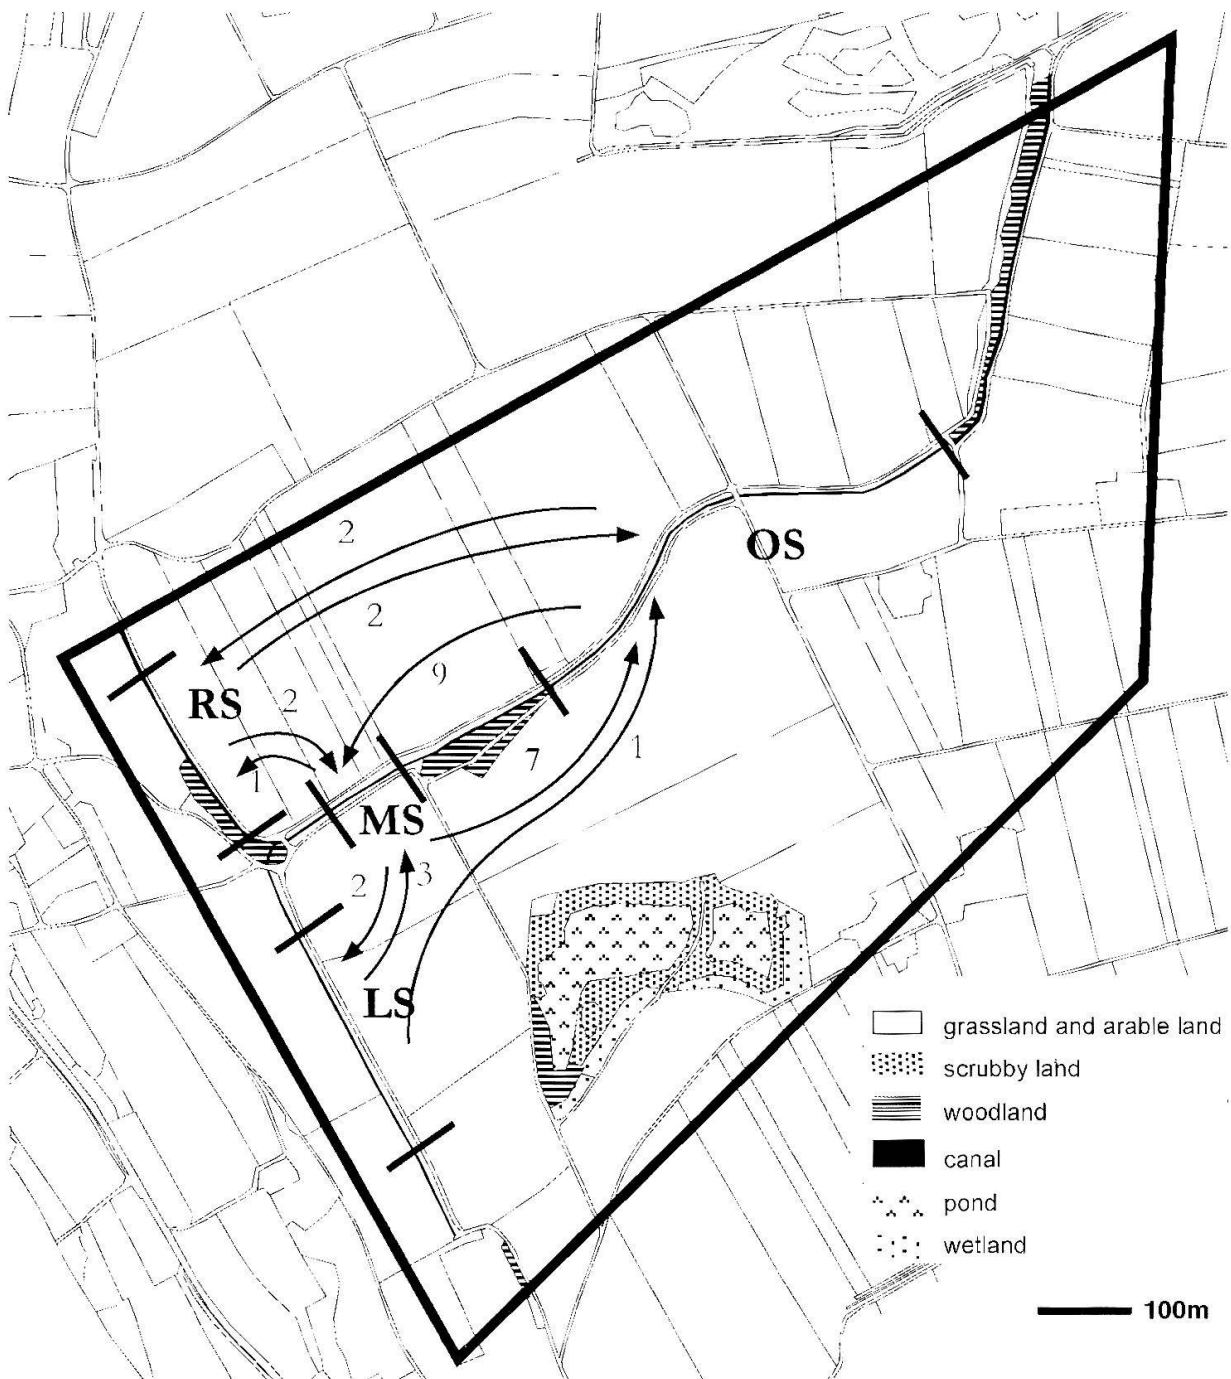 2
OS
2
9
RS
2
7
1
1
MS
2
3
LS
grassland and arable land
scrubby land
woodland
canal
pond
wetland
100m